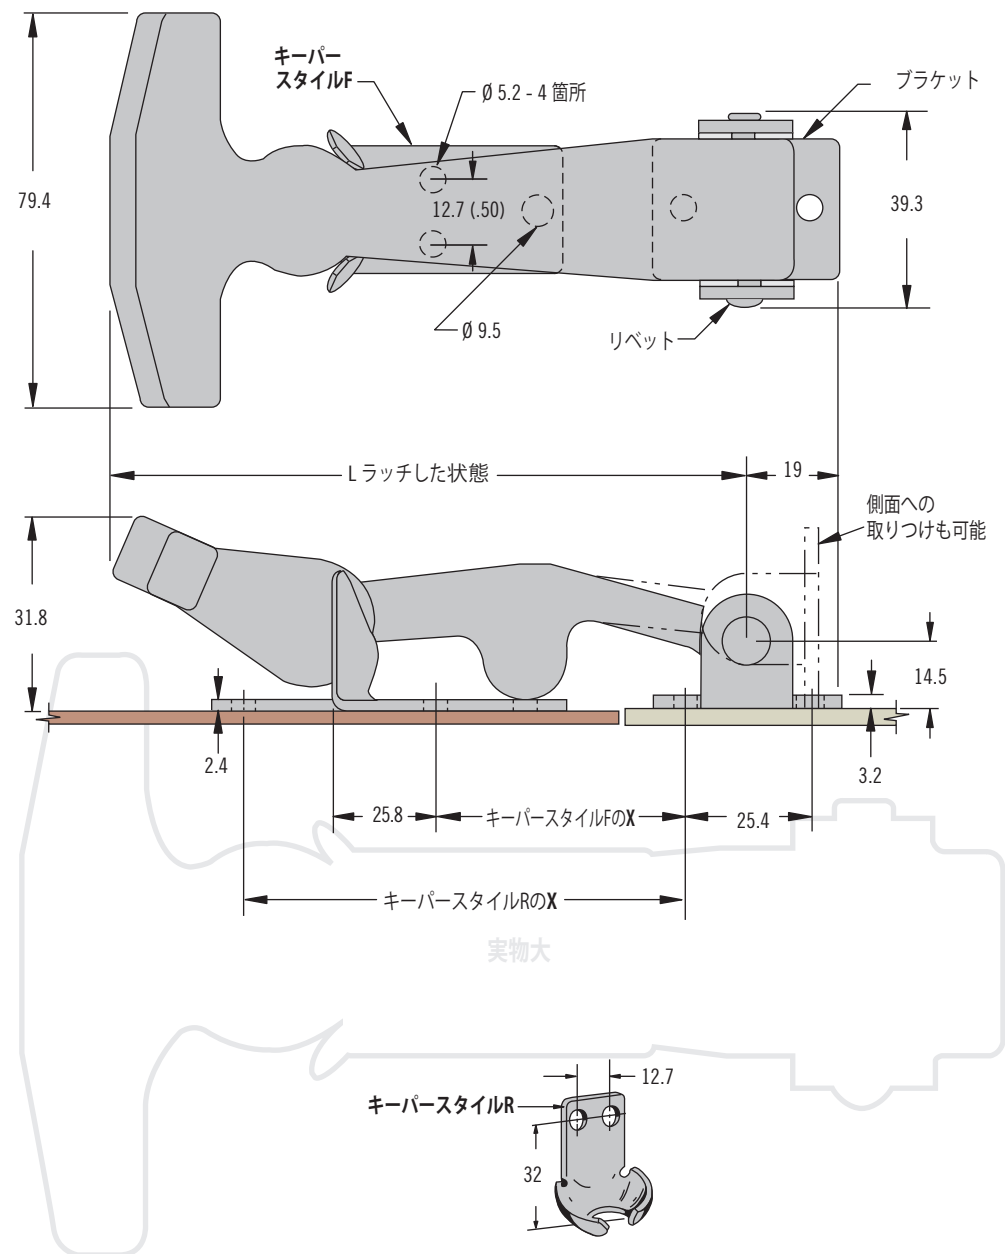 キーパー
スタイルF
Ø 5.2 - 4 箇所
ブラケット
79.4
12.7 (.50)
39.3
Ø 9.5
リベット
L ラッチした状態
19
側面への
取りつけも可能
31.8
14.5
2.4
3.2
25.8
キーパースタイルFのX
25.4
キーパースタイルRのX
実物大
12.7
キーパースタイルR
32